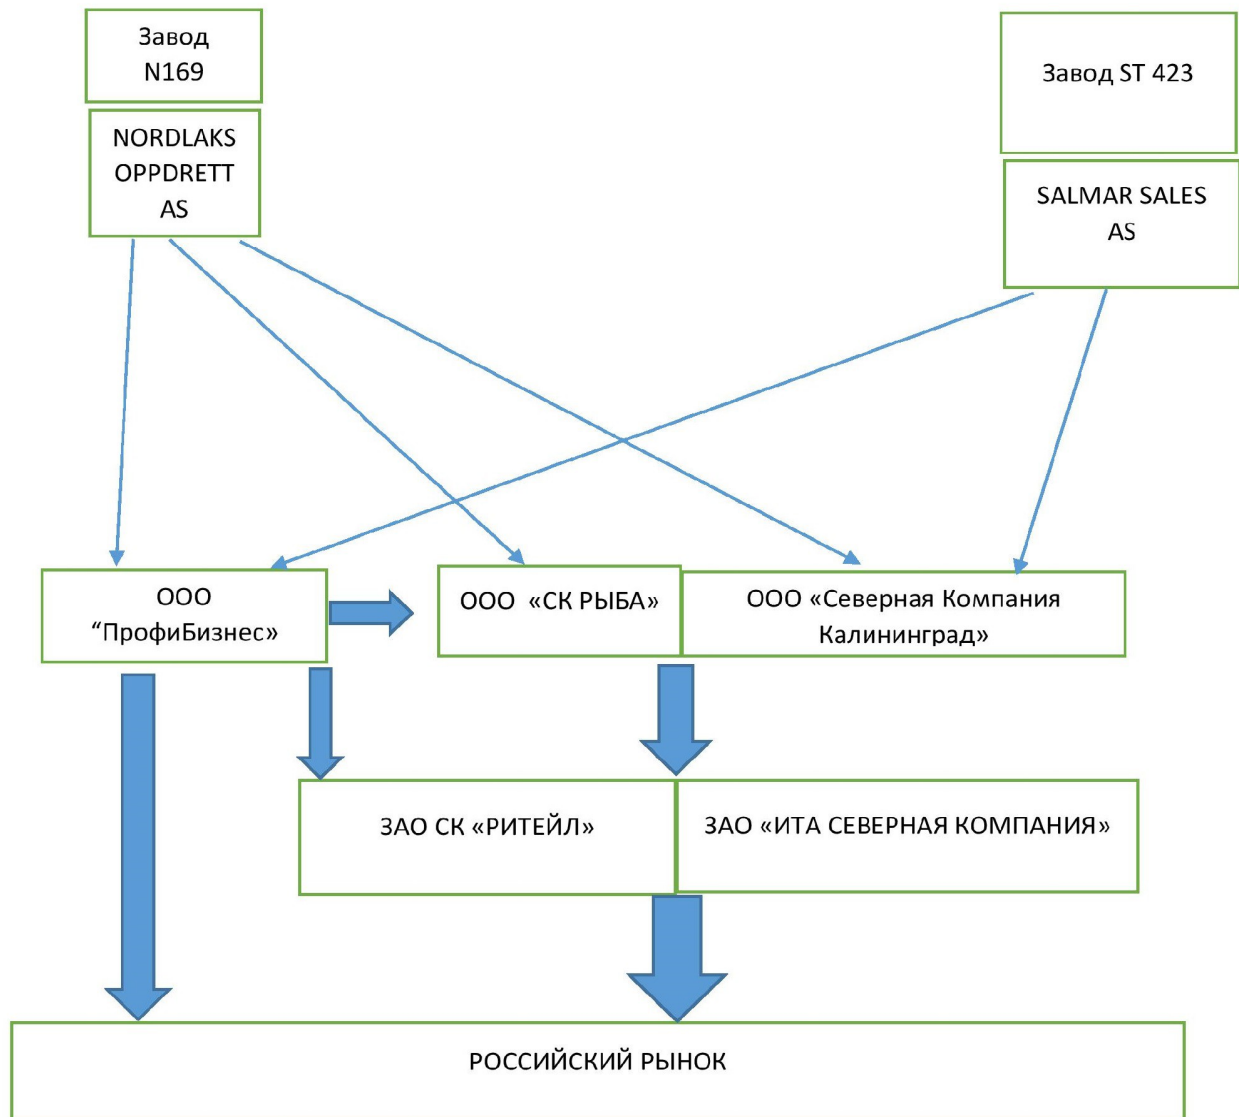 Завод
N169
Завод ST 423
NORDLAKS
OPPDRETT
AS
SALMAR SALES
AS
ООО
“ПрофиБизнес»
ООО «СК РЫБА»
ООО «Северная Компания
Калининград»
ЗАО СК «РИТЕЙЛ»
ЗАО «ИТА СЕВЕРНАЯ КОМПАНИЯ»
РОССИЙСКИЙ РЫНОК